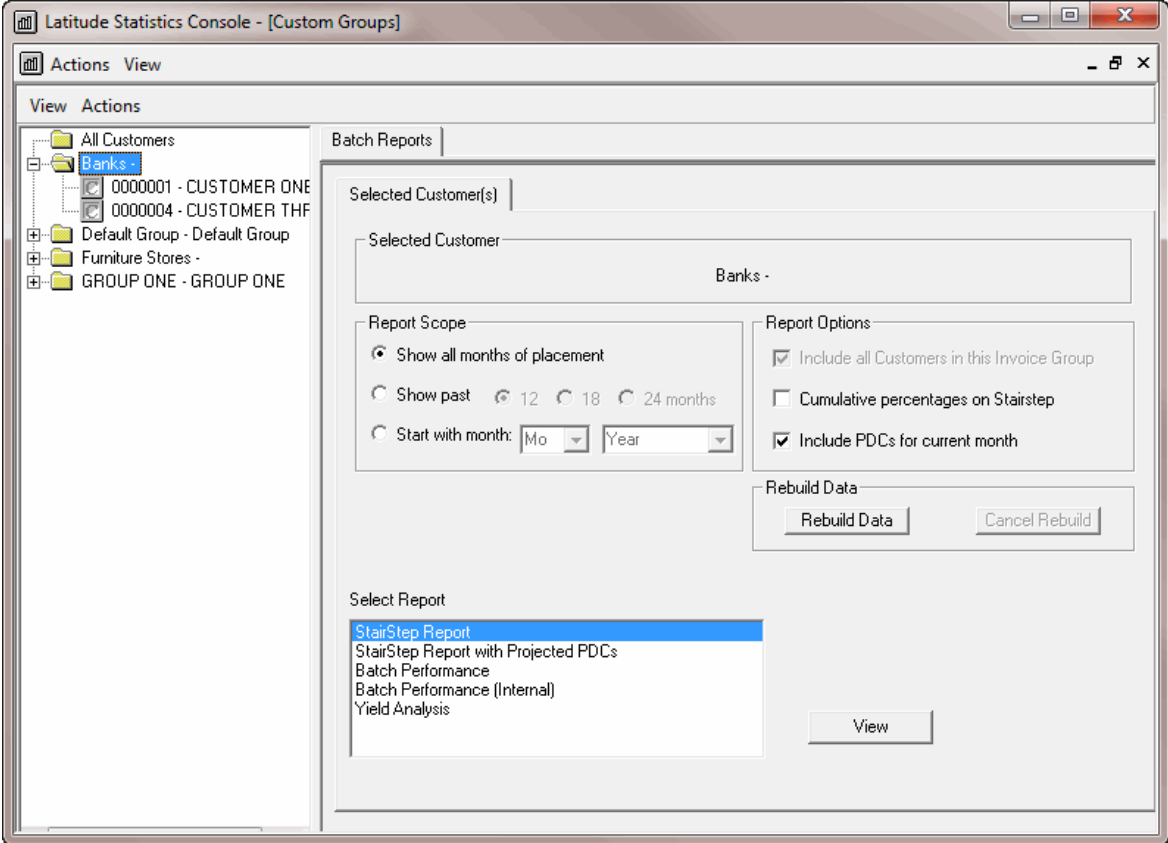 Latitude Statistics Console - [Custom Groups]
Actions View
View Actions
All Customers
Banks -
0000001 - CUSTOMER ONE
0000004 - CUSTOMER THR
Default Group - Default Group
Furniture Stores -
GROUP ONE - GROUP ONE
Batch Reports
Selected Customer(s)
Selected Customer
Banks -
Report Scope
Show all months of placement
Show past 12 18 24 months
Start with month: Mo Year
Report Options
Include all Customers in this Invoice Group
Cumulative percentages on Stairstep
Include PDCs for current month
Rebuild Data
Rebuild Data Cancel Rebuild
Select Report
StairStep Report
StairStep Report with Projected PDCs
Batch Performance
Batch Performance (Internal)
Yield Analysis
View